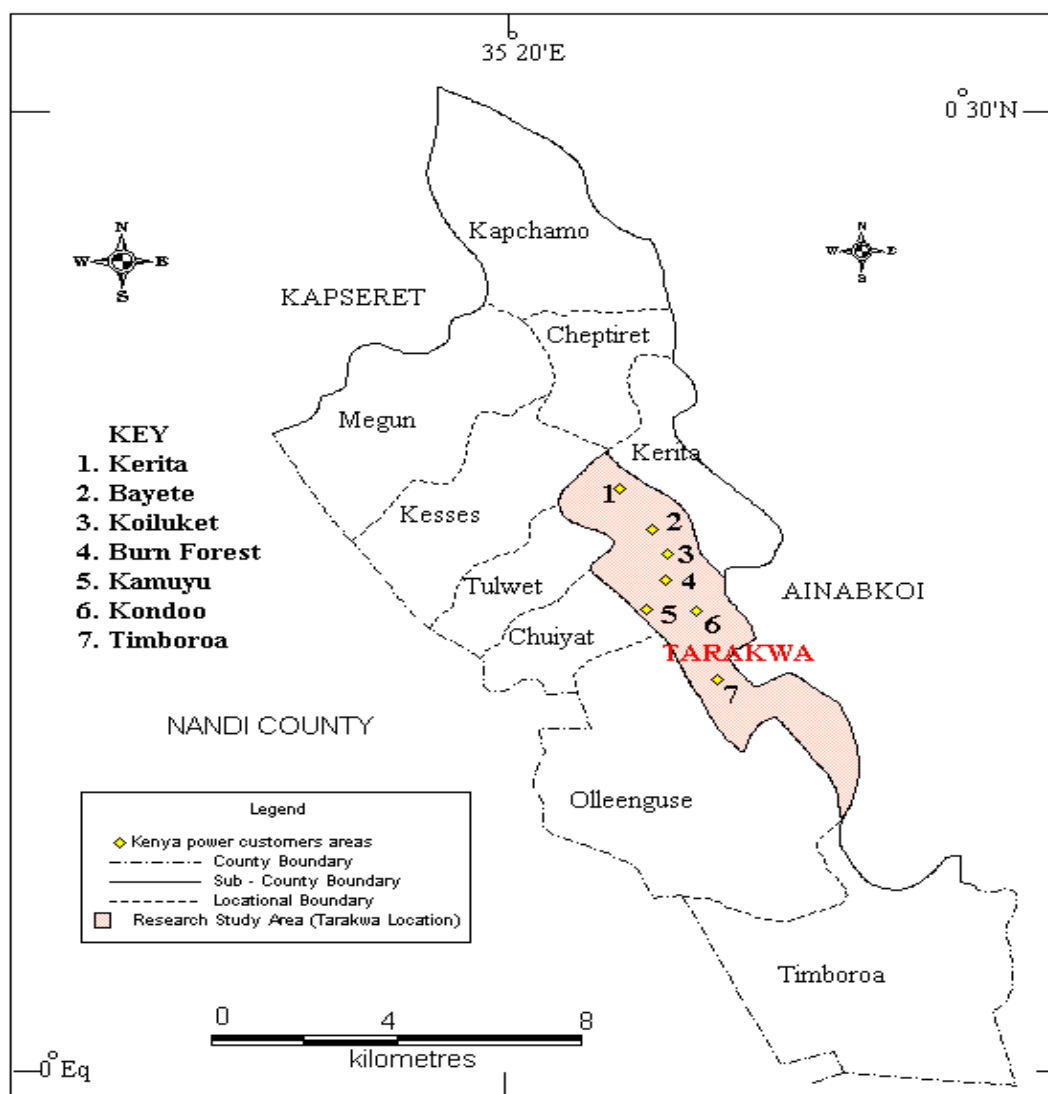 35 20'E
0 30'N
N
W E
S
N
W E
S
Kapchamo
KAPSERET
Cheptiret
Megun
Kerita
Kesses
Tulwet
Chuiyat
AINABKOI
TARAKWA
1
2
3
4
5
6
7
KEY
1. Kerita
2. Bayete
3. Koiluket
4. Burn Forest
5. Kamuyu
6. Kondoo
7. Timboroa
NANDI COUNTY
Olleenguse
Timboroa
Legend
Kenya power customers areas
County Boundary
Sub - County Boundary
Locational Boundary
Research Study Area (Tarakwa Location)
0 4 8
kilometres
0° Eq